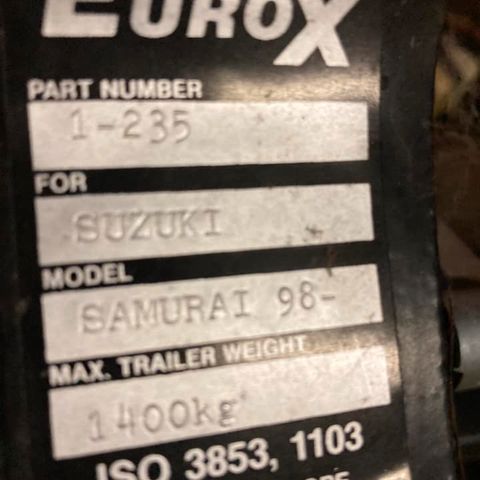 EUROX
PART NUMBER
1-235
FOR
SUZUKI
MODEL
SAMURAI 98-
MAX. TRAILER WEIGHT
1400kg
ISO 3853, 1103